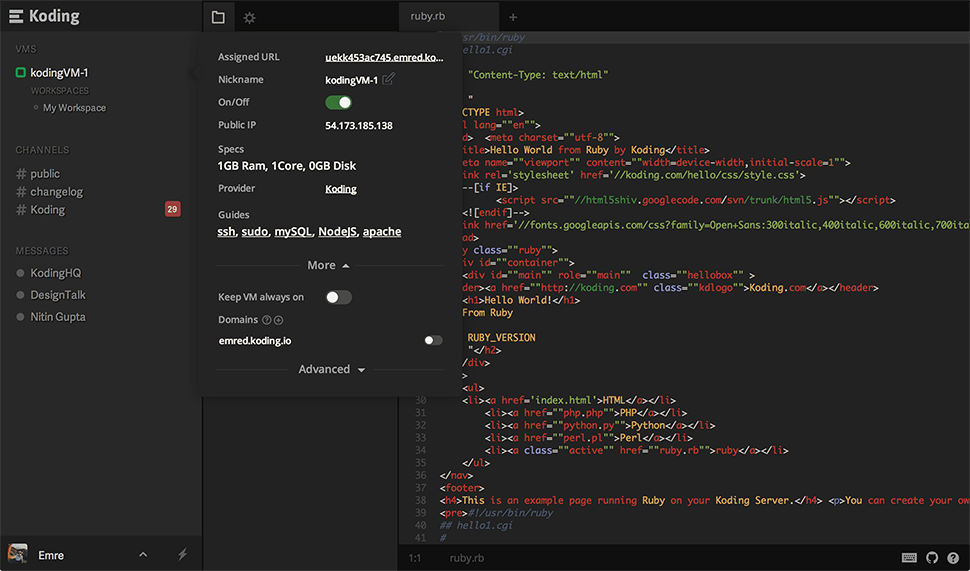 Koding
VMS
kodingVM-1
WORKSPACES
My Workspace
CHANNELS
# public
# changelog
# Koding
29
MESSAGES
KodingHQ
DesignTalk
Nitin Gupta
Emre
Assigned URL uekk453ac745.emred.ko...
Nickname kodingVM-1
On/Off
Public IP 54.173.185.138
Specs
1GB Ram, 1Core, 0GB Disk
Provider Koding
Guides
ssh, sudo, mySQL, NodeJS, apache
More
Keep VM always on
Domains ? +
emred.koding.io
Advanced
ruby.rb +
sr/bin/ruby
ello1.cgi
"Content-Type: text/html"
"
CTYPE html>
l lang=""en"">
d> <meta charset=""utf-8"">
itle>Hello World from Ruby by Koding</title>
eta name=""viewport"" content=""width=device-width,initial-scale=1"">
ink rel='stylesheet' href='//koding.com/hello/css/style.css'>
--[if IE]>
<script src=""//html5shiv.googlecode.com/svn/trunk/html5.js""></script>
<![endif]-->
ink href='//fonts.googleapis.com/css?family=Open+Sans:300italic,400italic,600italic,700ita
ad>
y class=""ruby"">
iv id=""container"">
<div id=""main"" role=""main"" class=""hellobox"" >
der><a href=""http://koding.com"" class=""kdlogo"">Koding.com</a></header>
<h1>Hello World!</h1>
From Ruby
RUBY_VERSION
"</h2>
/div>
>
<ul>
30 <li><a href='index.html'>HTML</a></li>
31 <li><a href=""php.php"">PHP</a></li>
32 <li><a href=""python.py"">Python</a></li>
33 <li><a href=""perl.pl"">Perl</a></li>
34 <li><a class=""active"" href=""ruby.rb"">ruby</a></li>
35 </ul>
36 </nav>
37 <footer>
38 <h4>This is an example page running Ruby on your Koding Server.</h4> <p>You can create your ow
39 <pre>#!/usr/bin/ruby
40 ## hello1.cgi
41 #
1:1 ruby.rb
?